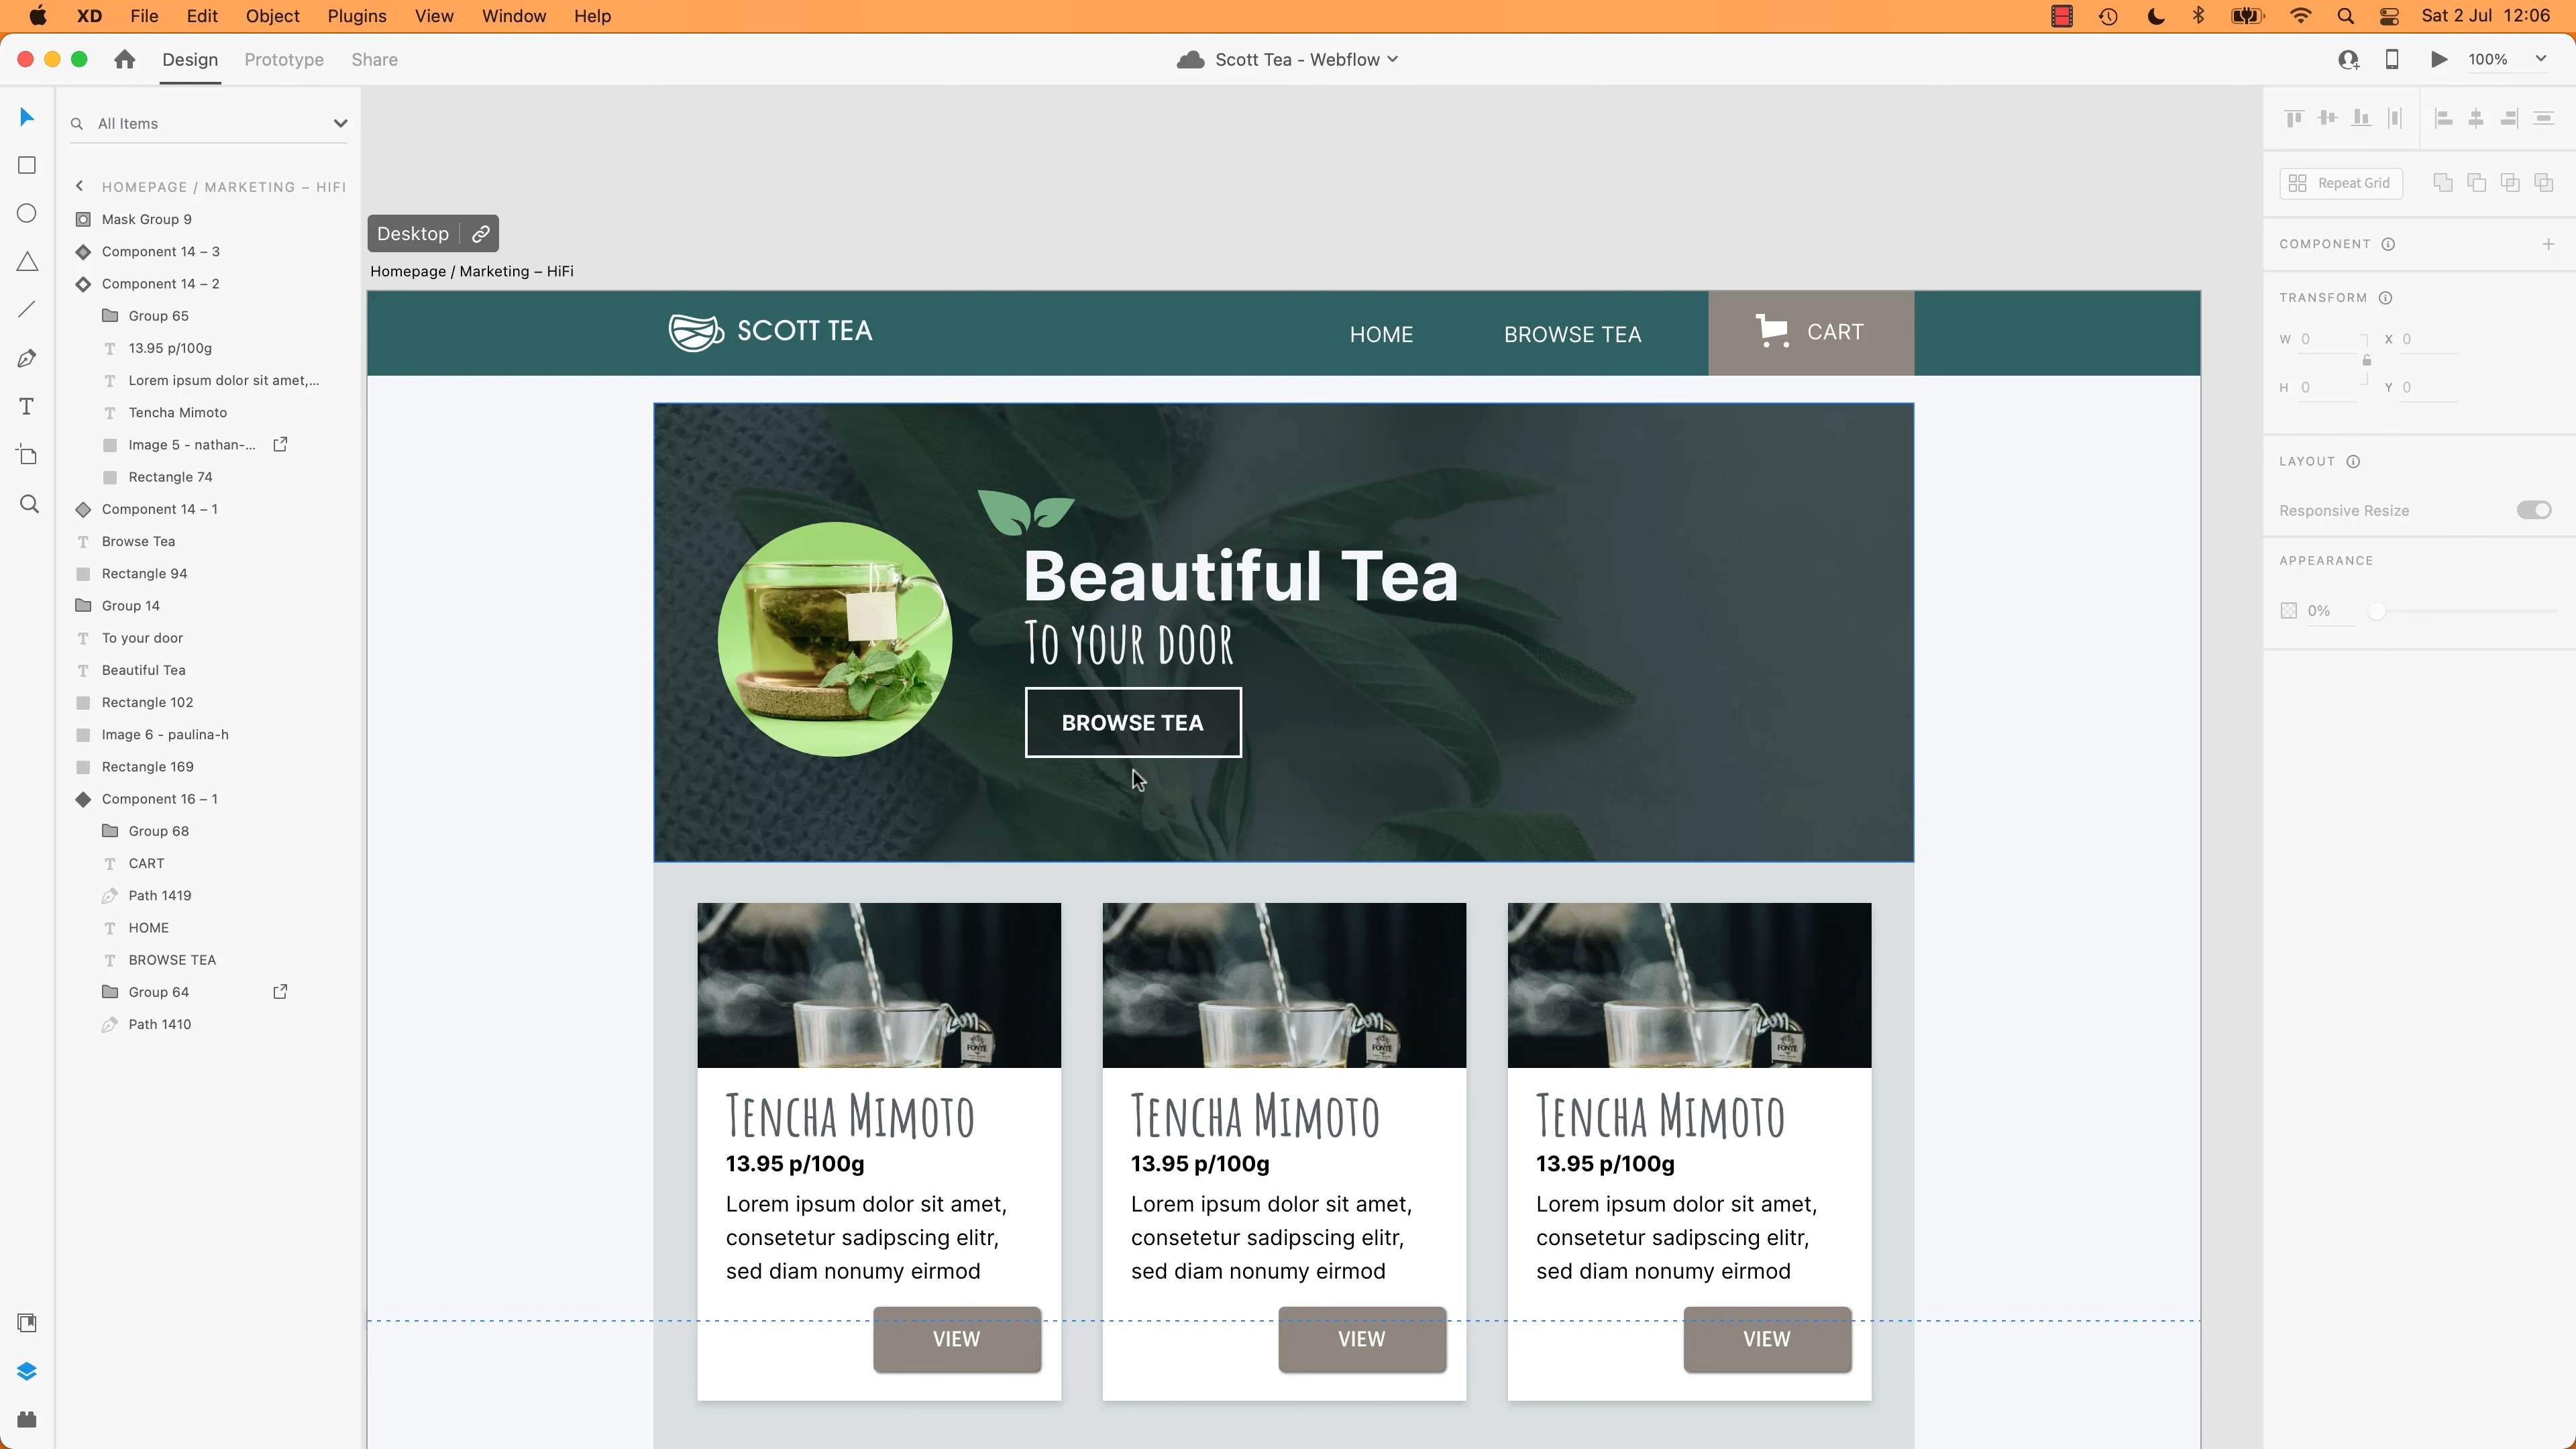 XD File Edit Object Plugins View Window Help Sat 2 Jul 12:06
Design Prototype Share Scott Tea - Webflow 100%
All Items
HOMEPAGE / MARKETING – HIFI
Mask Group 9
Component 14 – 3
Component 14 – 2
Group 65
13.95 p/100g
Lorem ipsum dolor sit amet,...
Tencha Mimoto
Image 5 - nathan-...
Rectangle 74
Component 14 – 1
Browse Tea
Rectangle 94
Group 14
To your door
Beautiful Tea
Rectangle 102
Image 6 - paulina-h
Rectangle 169
Component 16 – 1
Group 68
CART
Path 1419
HOME
BROWSE TEA
Group 64
Path 1410
Desktop
Homepage / Marketing – HiFi
SCOTT TEA HOME BROWSE TEA CART
Beautiful Tea
To your door
BROWSE TEA
FONTÉ FONTÉ FONTÉ
Tencha Mimoto Tencha Mimoto Tencha Mimoto
13.95 p/100g 13.95 p/100g 13.95 p/100g
Lorem ipsum dolor sit amet, Lorem ipsum dolor sit amet, Lorem ipsum dolor sit amet,
consetetur sadipscing elitr, consetetur sadipscing elitr, consetetur sadipscing elitr,
sed diam nonumy eirmod sed diam nonumy eirmod sed diam nonumy eirmod
VIEW VIEW VIEW
Repeat Grid
COMPONENT
TRANSFORM
W 0 X 0
H 0 Y 0
LAYOUT
Responsive Resize
APPEARANCE
0%